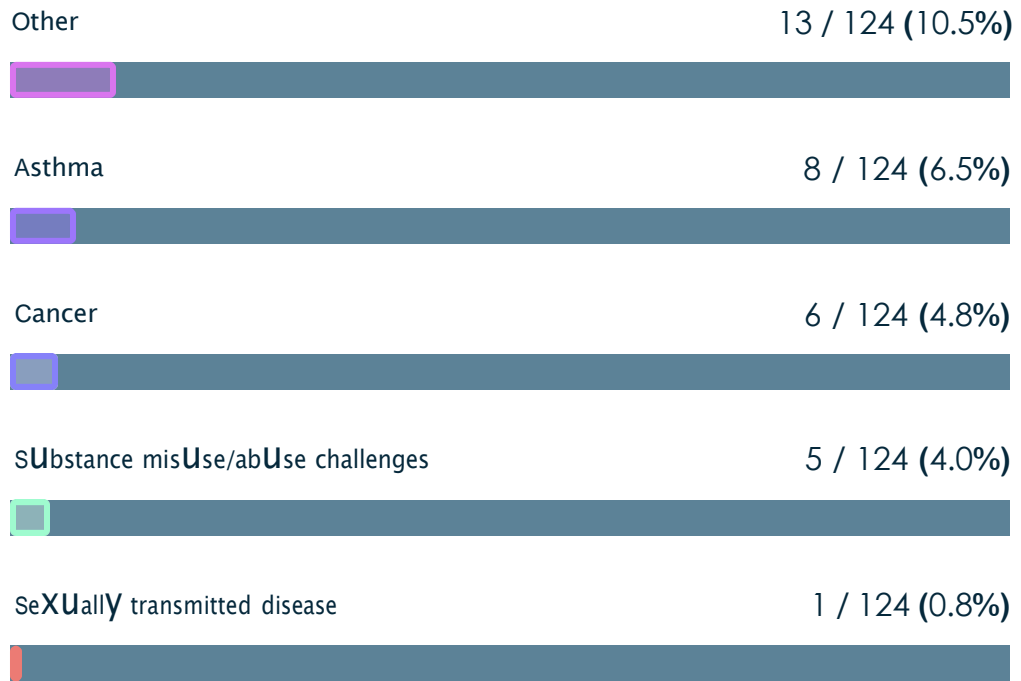 Other 13 / 124 (10.5%)
Asthma 8 / 124 (6.5%)
Cancer 6 / 124 (4.8%)
Substance misuse/abuse challenges 5 / 124 (4.0%)
Sexually transmitted disease 1 / 124 (0.8%)